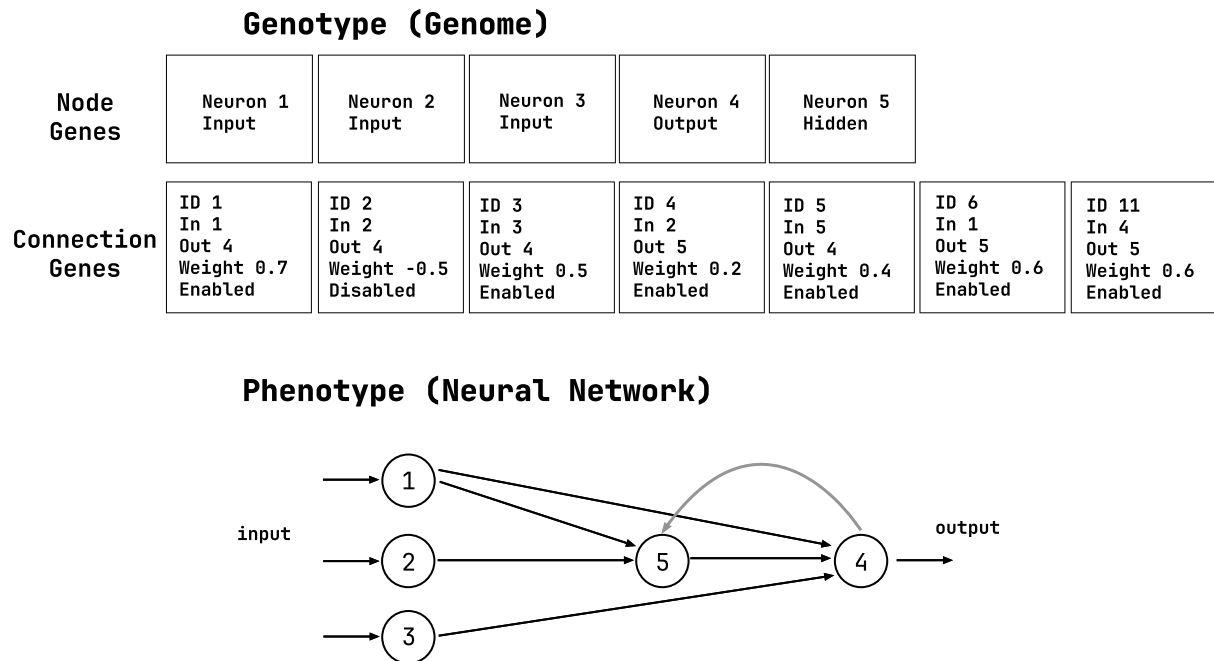 Genotype (Genome)
Node
Genes
Neuron 1
Input
Neuron 2
Input
Neuron 3
Input
Neuron 4
Output
Neuron 5
Hidden
Connection
Genes
ID 1
In 1
Out 4
Weight 0.7
Enabled
ID 2
In 2
Out 4
Weight -0.5
Disabled
ID 3
In 3
Out 4
Weight 0.5
Enabled
ID 4
In 2
Out 5
Weight 0.2
Enabled
ID 5
In 5
Out 4
Weight 0.4
Enabled
ID 6
In 1
Out 5
Weight 0.6
Enabled
ID 11
In 4
Out 5
Weight 0.6
Enabled
Phenotype (Neural Network)
1
input
2
3
5
4
output